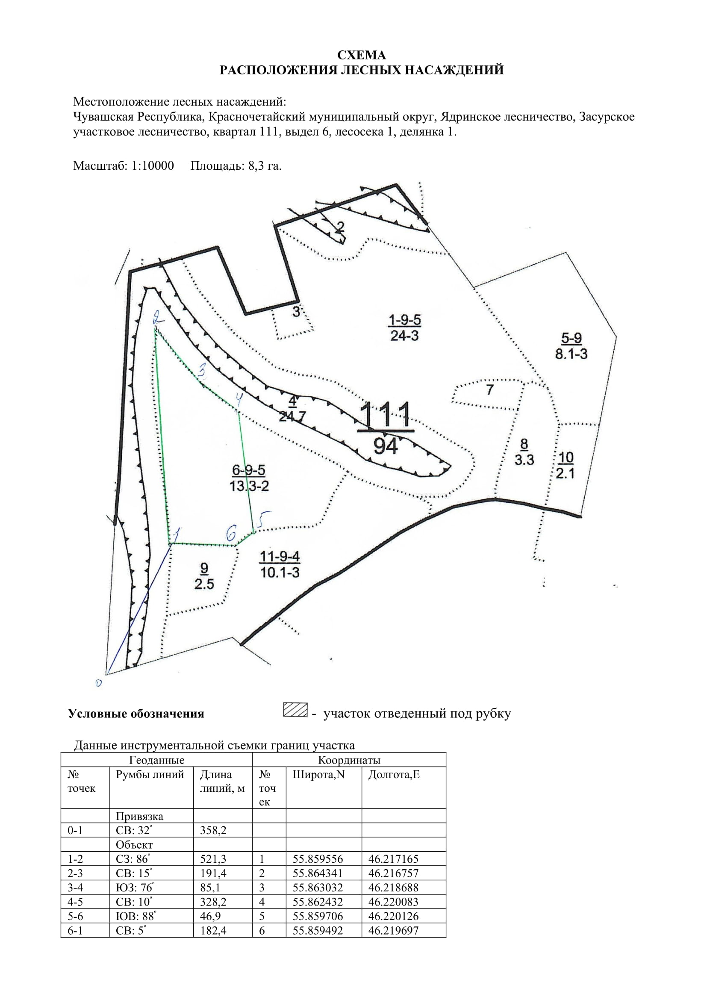 СХЕМА
РАСПОЛОЖЕНИЯ ЛЕСНЫХ НАСАЖДЕНИЙ
Местоположение лесных насаждений:
Чувашская Республика, Красночетайский муниципальный округ, Ядринское лесничество, Засурское
участковое лесничество, квартал 111, выдел 6, лесосека 1, делянка 1.
Масштаб: 1:10000 Площадь: 8,3 га.
2
3
1-9-5
24-3
5-9
8.1-3
2
3
4
7
4
24.7
111
94
8
3.3
10
2.1
6-9-5
13.3-2
1
6
5
11-9-4
10.1-3
9
2.5
0
Условные обозначения - участок отведенный под рубку
Данные инструментальной съемки границ участка
Геоданные Координаты
№ Румбы линий Длина № Широта,N Долгота,E
точек линий, м точ
ек
Привязка
0-1 СВ: 32° 358,2
Объект
1-2 СЗ: 86° 521,3 1 55.859556 46.217165
2-3 СВ: 15° 191,4 2 55.864341 46.216757
3-4 ЮЗ: 76° 85,1 3 55.863032 46.218688
4-5 СВ: 10° 328,2 4 55.862432 46.220083
5-6 ЮВ: 88° 46,9 5 55.859706 46.220126
6-1 СВ: 5° 182,4 6 55.859492 46.219697